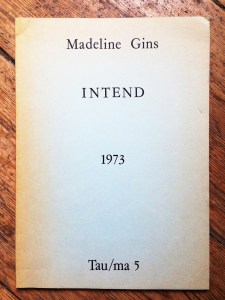 Madeline Gins
INTEND
1973
Tau/ma 5